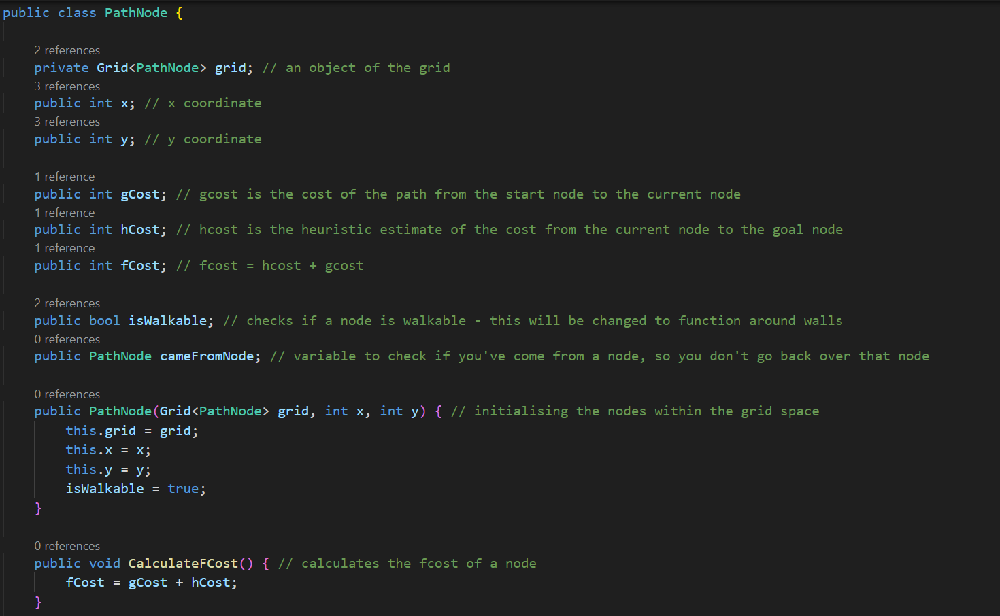 public class PathNode {
2 references
private Grid<PathNode> grid; // an object of the grid
3 references
public int x; // x coordinate
3 references
public int y; // y coordinate
1 reference
public int gCost; // gcost is the cost of the path from the start node to the current node
1 reference
public int hCost; // hcost is the heuristic estimate of the cost from the current node to the goal node
1 reference
public int fCost; // fcost = hcost + gcost
2 references
public bool isWalkable; // checks if a node is walkable - this will be changed to function around walls
0 references
public PathNode cameFromNode; // variable to check if you've come from a node, so you don't go back over that node
0 references
public PathNode(Grid<PathNode> grid, int x, int y) { // initialising the nodes within the grid space
this.grid = grid;
this.x = x;
this.y = y;
isWalkable = true;
}
0 references
public void CalculateFCost() { // calculates the fcost of a node
fCost = gCost + hCost;
}